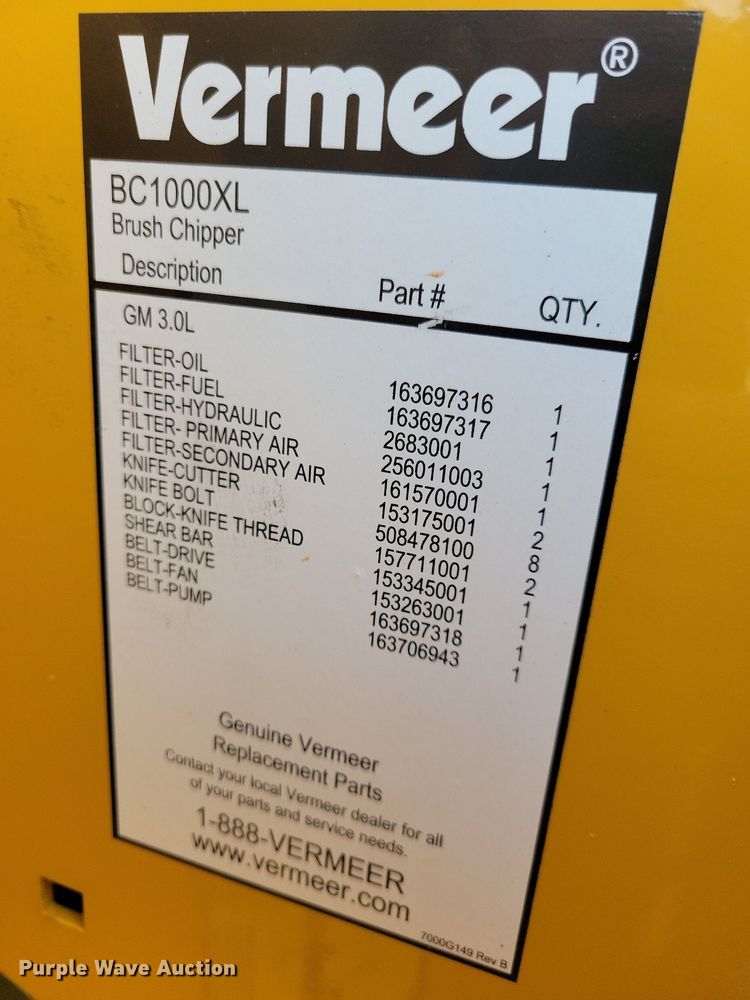 Vermeer®
BC1000XL
Brush Chipper
Description Part # QTY.
GM 3.0L
FILTER-OIL 163697316 1
FILTER-FUEL 163697317 1
FILTER-HYDRAULIC 2683001 1
FILTER- PRIMARY AIR 256011003 1
FILTER-SECONDARY AIR 161570001 1
KNIFE-CUTTER 153175001 2
KNIFE BOLT 508478100 8
BLOCK-KNIFE THREAD 157711001 2
SHEAR BAR 153345001 1
BELT-DRIVE 153263001 1
BELT-FAN 163697318 1
BELT-PUMP 163706943 1
Genuine Vermeer
Replacement Parts
Contact your local Vermeer dealer for all
of your parts and service needs.
1-888-VERMEER
www.vermeer.com
7000G149 Rev B
Purple Wave Auction